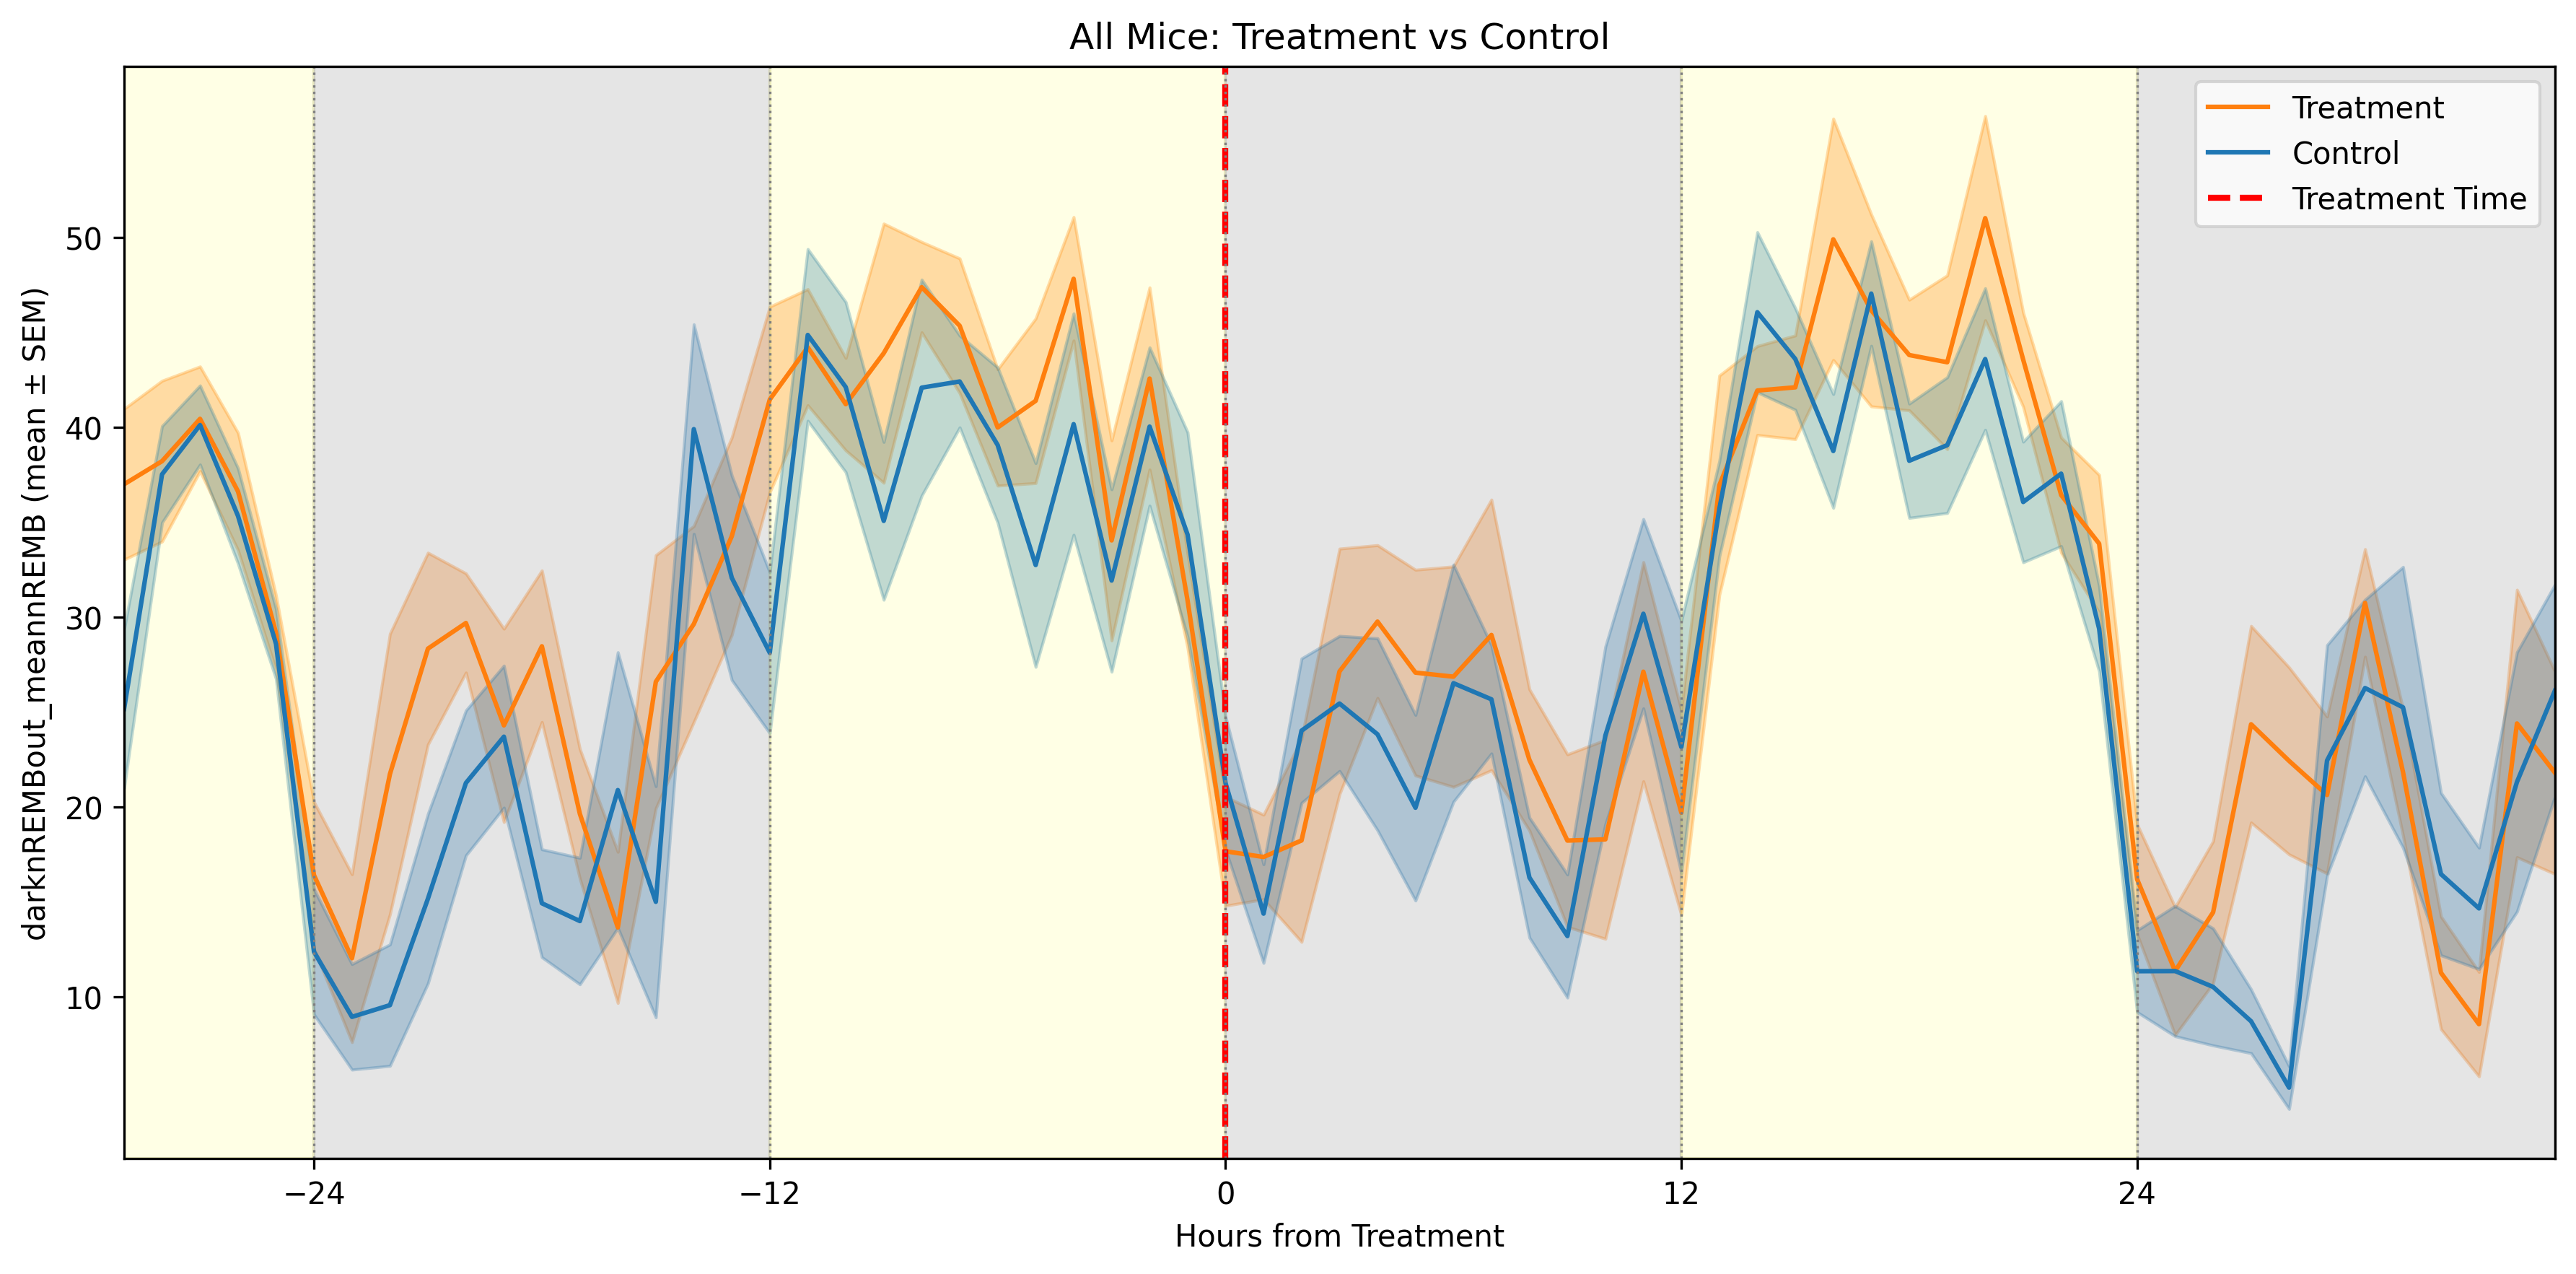 All Mice: Treatment vs Control
Treatment
Control
Treatment Time
darknREMBout_meannREMB (mean ± SEM)
50
40
30
20
10
−24
−12
0
12
24
Hours from Treatment